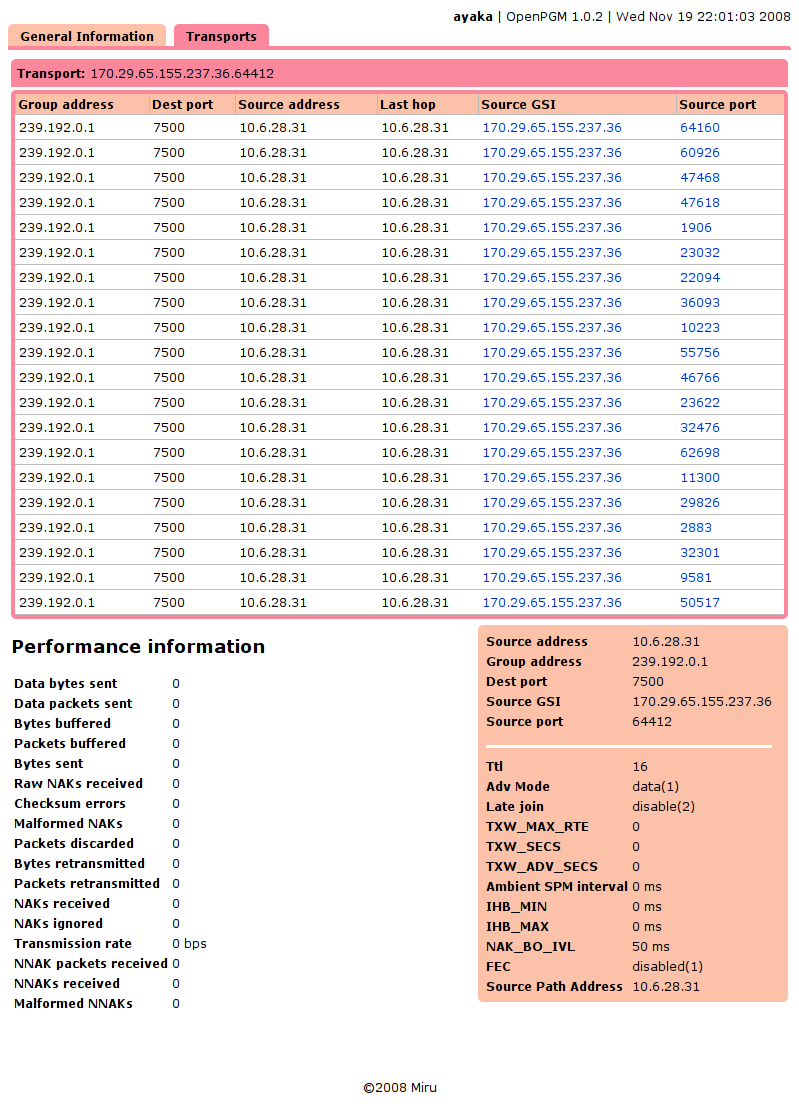 ayaka | OpenPGM 1.0.2 | Wed Nov 19 22:01:03 2008
General Information Transports
Transport: 170.29.65.155.237.36.64412
Group address Dest port Source address Last hop Source GSI Source port
239.192.0.1 7500 10.6.28.31 10.6.28.31 170.29.65.155.237.36 64160
239.192.0.1 7500 10.6.28.31 10.6.28.31 170.29.65.155.237.36 60926
239.192.0.1 7500 10.6.28.31 10.6.28.31 170.29.65.155.237.36 47468
239.192.0.1 7500 10.6.28.31 10.6.28.31 170.29.65.155.237.36 47618
239.192.0.1 7500 10.6.28.31 10.6.28.31 170.29.65.155.237.36 1906
239.192.0.1 7500 10.6.28.31 10.6.28.31 170.29.65.155.237.36 23032
239.192.0.1 7500 10.6.28.31 10.6.28.31 170.29.65.155.237.36 22094
239.192.0.1 7500 10.6.28.31 10.6.28.31 170.29.65.155.237.36 36093
239.192.0.1 7500 10.6.28.31 10.6.28.31 170.29.65.155.237.36 10223
239.192.0.1 7500 10.6.28.31 10.6.28.31 170.29.65.155.237.36 55756
239.192.0.1 7500 10.6.28.31 10.6.28.31 170.29.65.155.237.36 46766
239.192.0.1 7500 10.6.28.31 10.6.28.31 170.29.65.155.237.36 23622
239.192.0.1 7500 10.6.28.31 10.6.28.31 170.29.65.155.237.36 32476
239.192.0.1 7500 10.6.28.31 10.6.28.31 170.29.65.155.237.36 62698
239.192.0.1 7500 10.6.28.31 10.6.28.31 170.29.65.155.237.36 11300
239.192.0.1 7500 10.6.28.31 10.6.28.31 170.29.65.155.237.36 29826
239.192.0.1 7500 10.6.28.31 10.6.28.31 170.29.65.155.237.36 2883
239.192.0.1 7500 10.6.28.31 10.6.28.31 170.29.65.155.237.36 32301
239.192.0.1 7500 10.6.28.31 10.6.28.31 170.29.65.155.237.36 9581
239.192.0.1 7500 10.6.28.31 10.6.28.31 170.29.65.155.237.36 50517
Performance information
Data bytes sent 0
Data packets sent 0
Bytes buffered 0
Packets buffered 0
Bytes sent 0
Raw NAKs received 0
Checksum errors 0
Malformed NAKs 0
Packets discarded 0
Bytes retransmitted 0
Packets retransmitted 0
NAKs received 0
NAKs ignored 0
Transmission rate 0 bps
NNAK packets received 0
NNAKs received 0
Malformed NNAKs 0
Source address 10.6.28.31
Group address 239.192.0.1
Dest port 7500
Source GSI 170.29.65.155.237.36
Source port 64412
Ttl 16
Adv Mode data(1)
Late join disable(2)
TXW_MAX_RTE 0
TXW_SECS 0
TXW_ADV_SECS 0
Ambient SPM interval 0 ms
IHB_MIN 0 ms
IHB_MAX 0 ms
NAK_BO_IVL 50 ms
FEC disabled(1)
Source Path Address 10.6.28.31
©2008 Miru